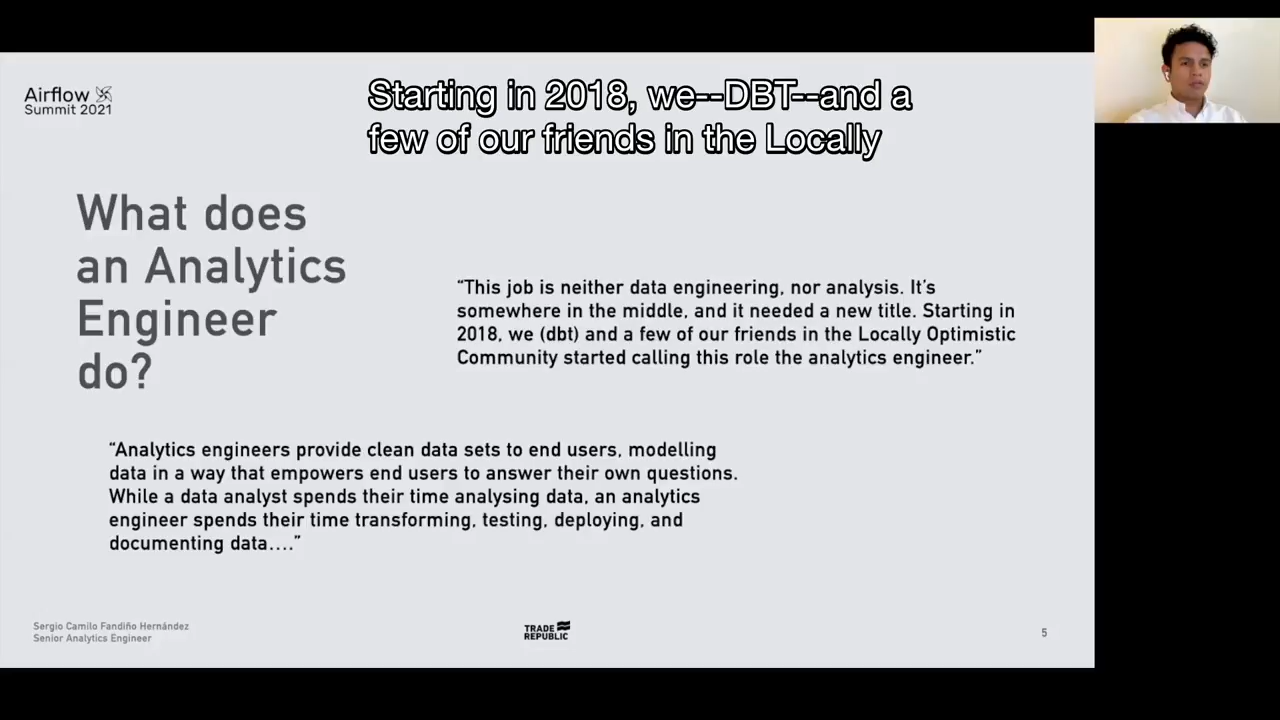 Airflow
Summit 2021
Starting in 2018, we--DBT--and a
few of our friends in the Locally
What does
an Analytics
Engineer
do?
“This job is neither data engineering, nor analysis. It’s
somewhere in the middle, and it needed a new title. Starting in
2018, we (dbt) and a few of our friends in the Locally Optimistic
Community started calling this role the analytics engineer.”
“Analytics engineers provide clean data sets to end users, modelling
data in a way that empowers end users to answer their own questions.
While a data analyst spends their time analysing data, an analytics
engineer spends their time transforming, testing, deploying, and
documenting data....”
Sergio Camilo Fandiño Hernández
Senior Analytics Engineer
TRADE
REPUBLIC
5